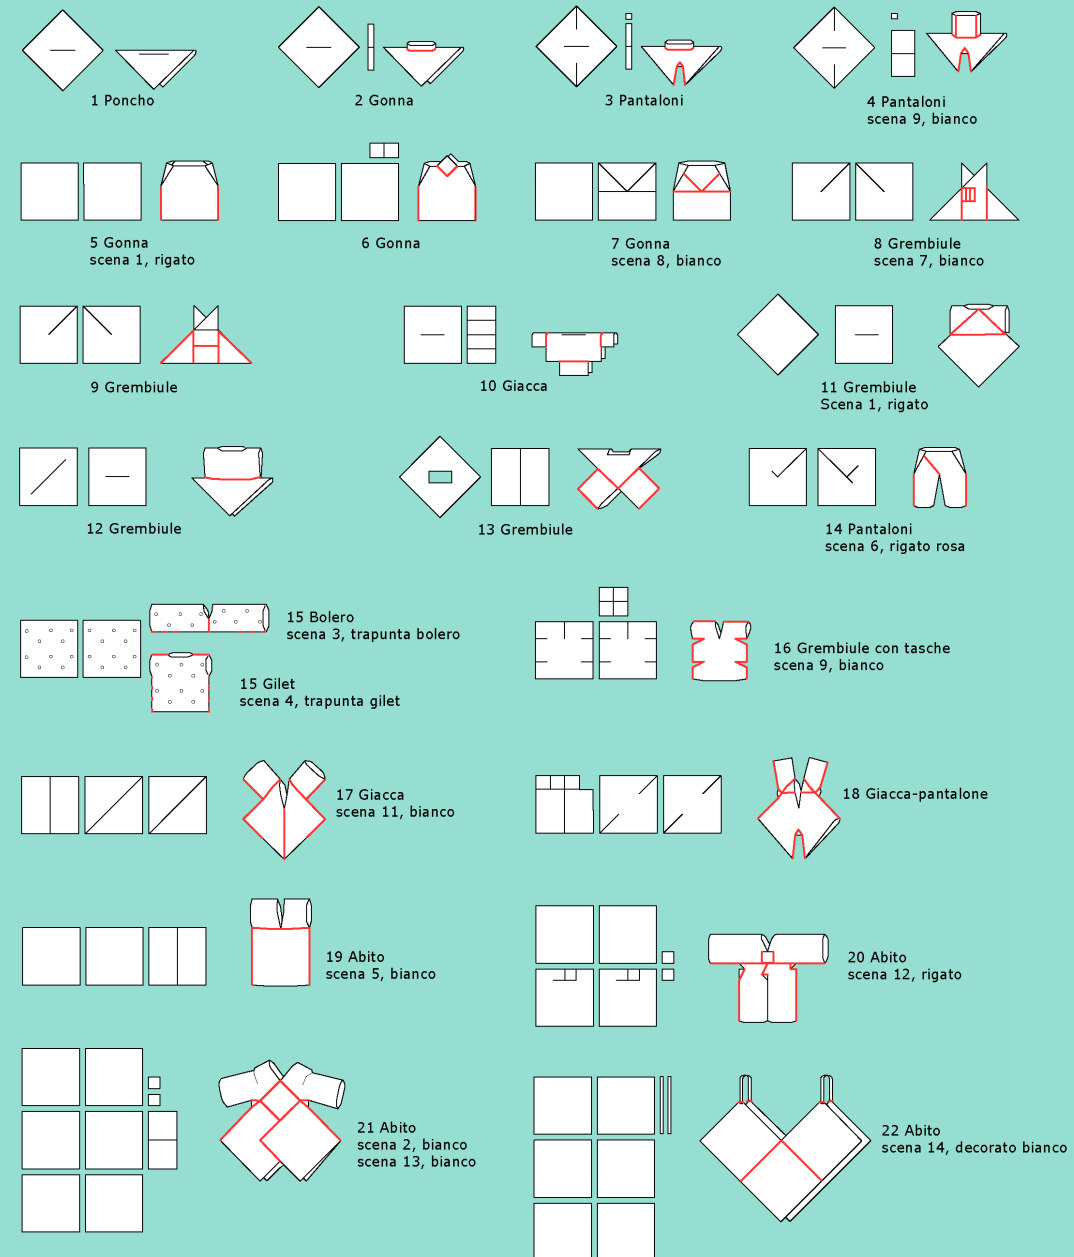 1 Poncho
2 Gonna
3 Pantaloni
4 Pantaloni
scena 9, bianco
5 Gonna
scena 1, rigato
6 Gonna
7 Gonna
scena 8, bianco
8 Grembiule
scena 7, bianco
9 Grembiule
10 Giacca
11 Grembiule
Scena 1, rigato
12 Grembiule
13 Grembiule
14 Pantaloni
scena 6, rigato rosa
15 Bolero
scena 3, trapunta bolero
15 Gilet
scena 4, trapunta gilet
16 Grembiule con tasche
scena 9, bianco
17 Giacca
scena 11, bianco
18 Giacca-pantalone
19 Abito
scena 5, bianco
20 Abito
scena 12, rigato
21 Abito
scena 2, bianco
scena 13, bianco
22 Abito
scena 14, decorato bianco